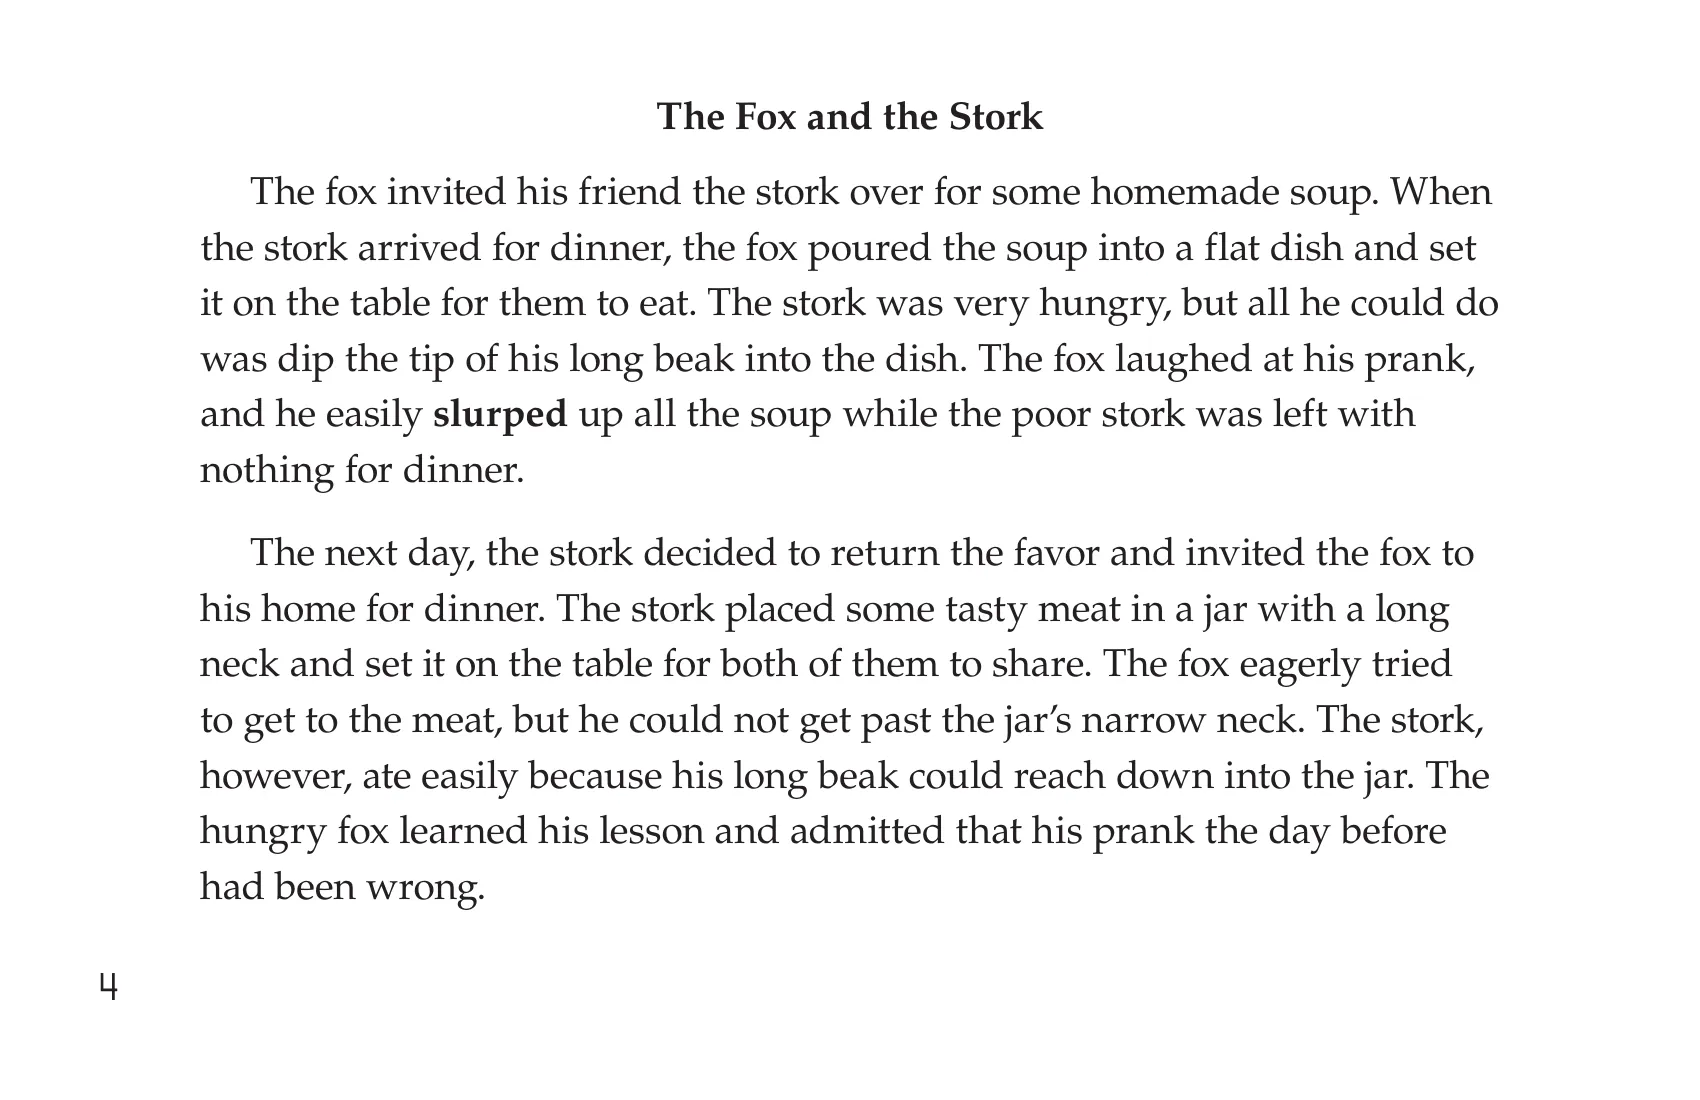 The Fox and the Stork
The fox invited his friend the stork over for some homemade soup. When
the stork arrived for dinner, the fox poured the soup into a flat dish and set
it on the table for them to eat. The stork was very hungry, but all he could do
was dip the tip of his long beak into the dish. The fox laughed at his prank,
and he easily slurped up all the soup while the poor stork was left with
nothing for dinner.
The next day, the stork decided to return the favor and invited the fox to
his home for dinner. The stork placed some tasty meat in a jar with a long
neck and set it on the table for both of them to share. The fox eagerly tried
to get to the meat, but he could not get past the jar’s narrow neck. The stork,
however, ate easily because his long beak could reach down into the jar. The
hungry fox learned his lesson and admitted that his prank the day before
had been wrong.
4